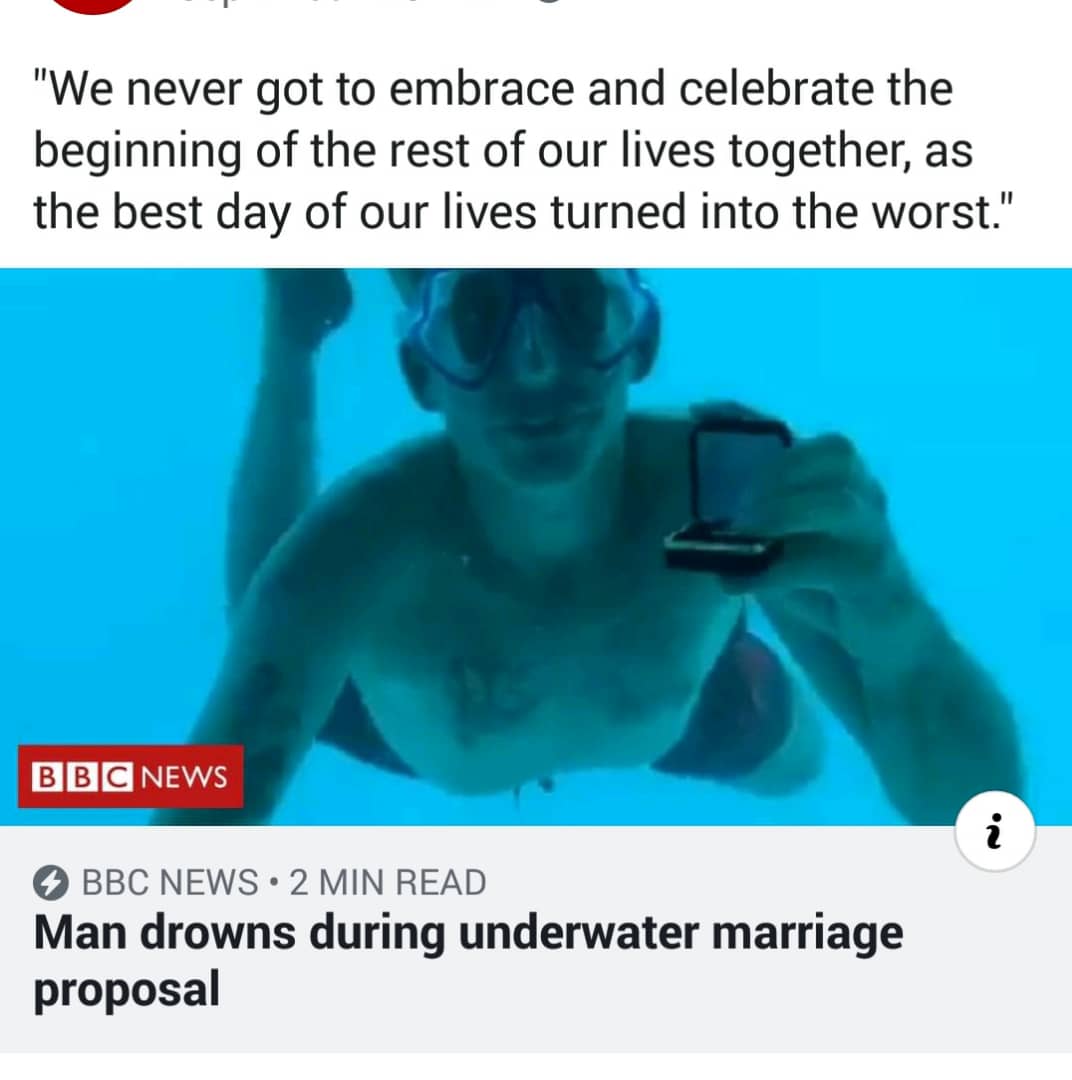 "We never got to embrace and celebrate the
beginning of the rest of our lives together, as
the best day of our lives turned into the worst."
BBC NEWS
i
BBC NEWS • 2 MIN READ
Man drowns during underwater marriage
proposal